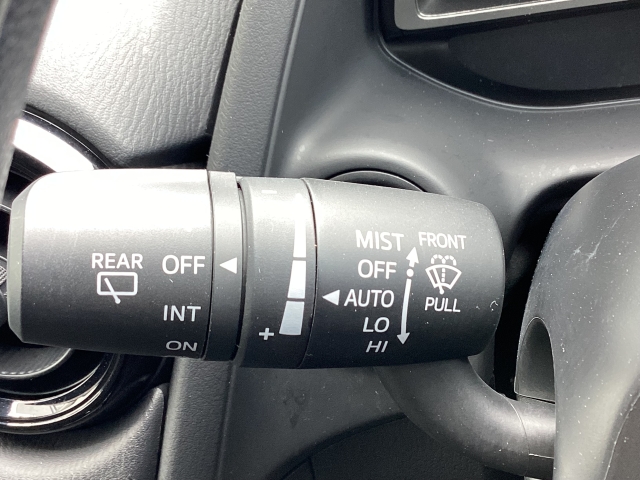 REAR
OFF
INT
ON
-
+
MIST
OFF
AUTO
LO
HI
FRONT
PULL